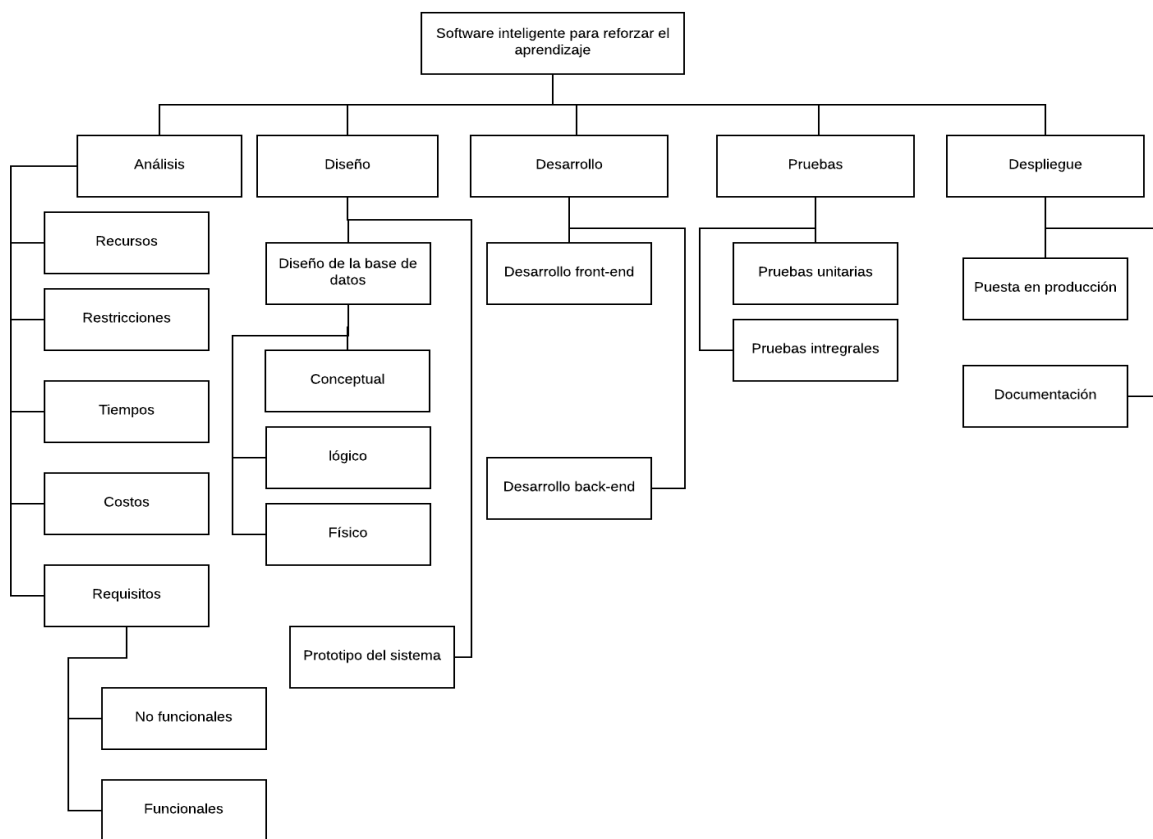 Software inteligente para reforzar el
aprendizaje
Análisis
Diseño
Desarrollo
Pruebas
Despliegue
Recursos
Restricciones
Tiempos
Costos
Requisitos
No funcionales
Funcionales
Diseño de la base de
datos
Conceptual
lógico
Físico
Prototipo del sistema
Desarrollo front-end
Desarrollo back-end
Pruebas unitarias
Pruebas intregrales
Puesta en producción
Documentación